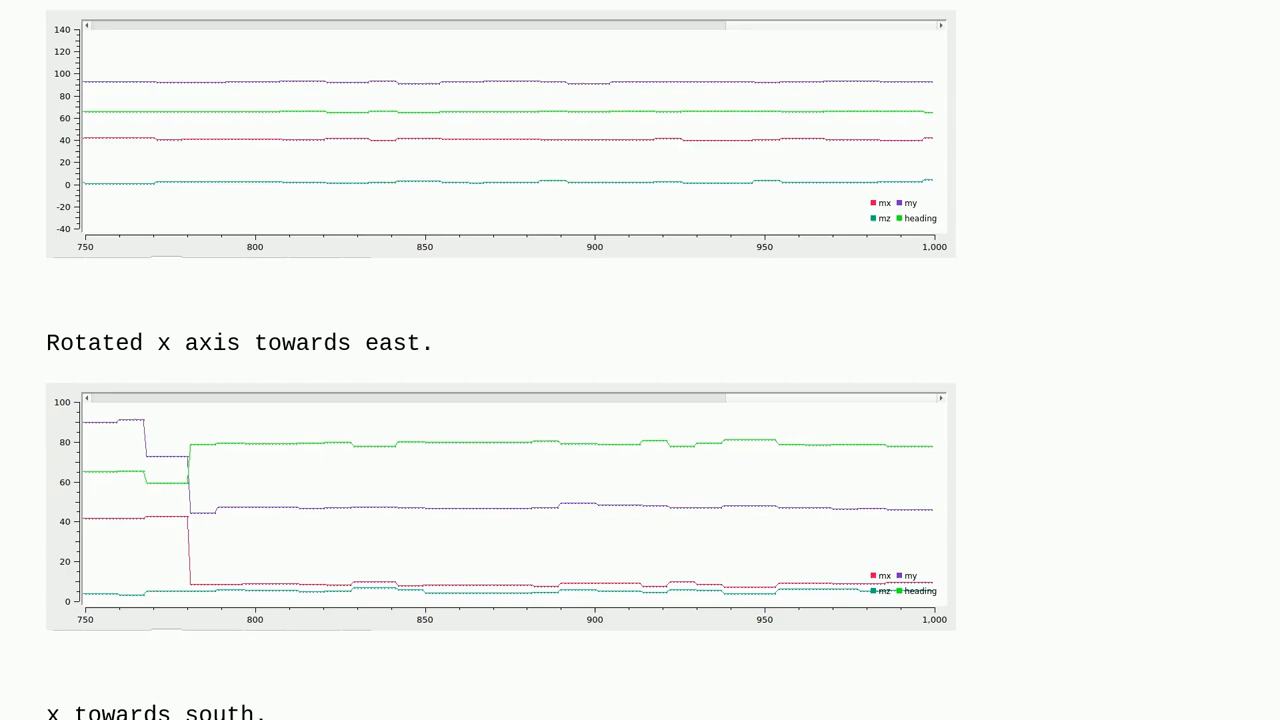 140
120
100
80
60
40
20
0
-20
-40
mx my
mz heading
750 800 850 900 950 1,000
Rotated x axis towards east.
100
80
60
40
20
0
mx my
mz heading
750 800 850 900 950 1,000
x towards south.